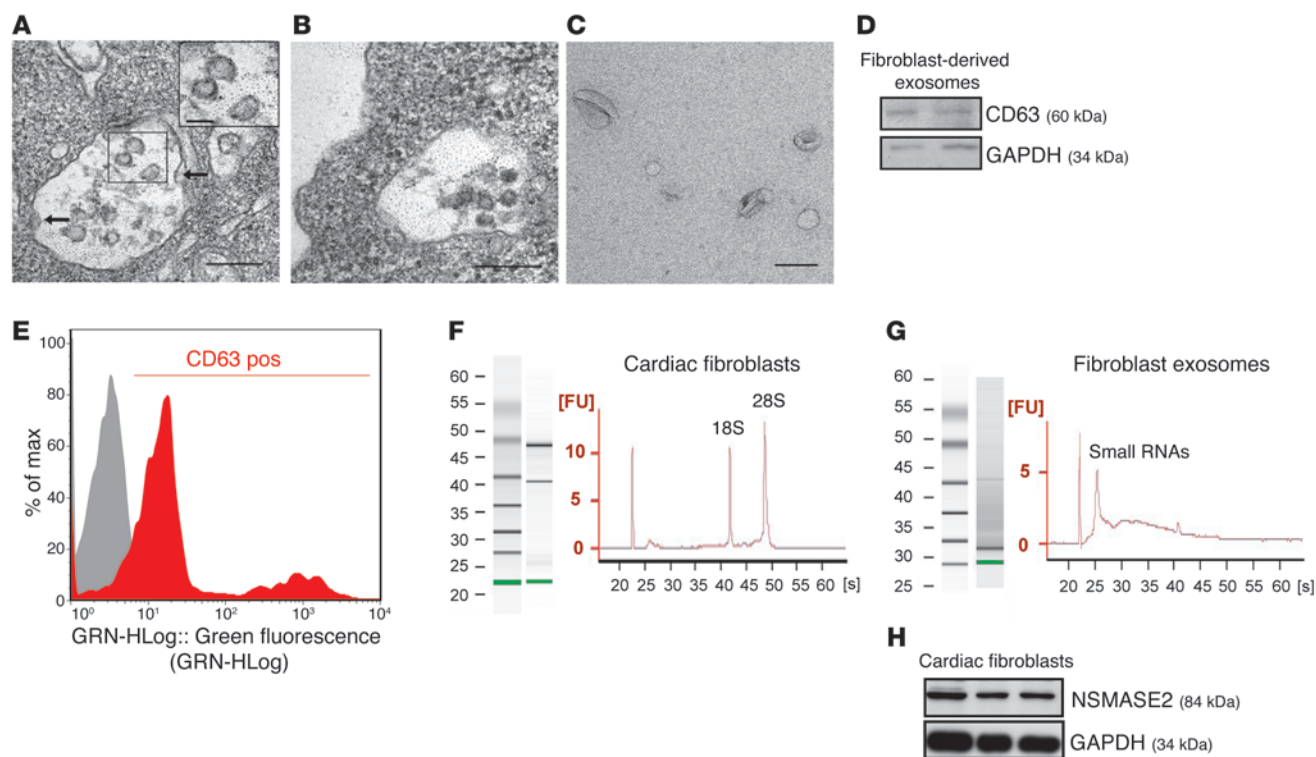 A
B
C
D
Fibroblast-derived
exosomes
CD63 (60 kDa)
GAPDH (34 kDa)
E
100
80
60
40
20
0
% of max
CD63 pos
10⁰ 10¹ 10² 10³ 10⁴
GRN-HLog:: Green fluorescence
(GRN-HLog)
F
Cardiac fibroblasts
60
55
50
45
40
35
30
25
20
[FU]
10
5
0
18S
28S
20 25 30 35 40 45 50 55 60 [s]
G
Fibroblast exosomes
60
55
50
45
40
35
30
25
[FU]
5
0
Small RNAs
20 25 30 35 40 45 50 55 60 [s]
H
Cardiac fibroblasts
NSMASE2 (84 kDa)
GAPDH (34 kDa)